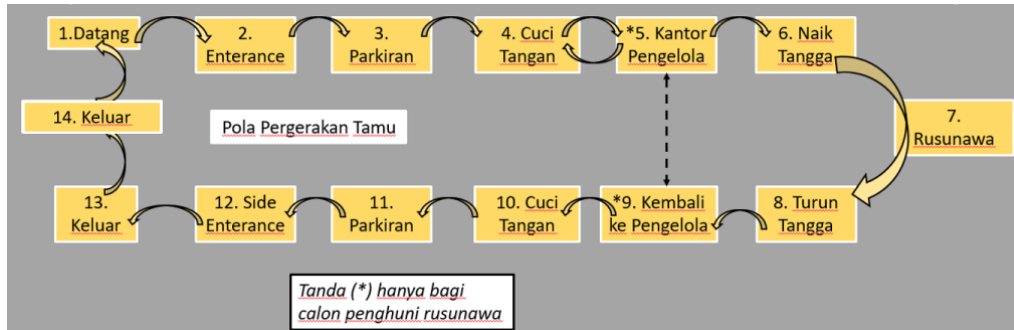 1.Datang
2.
Enterance
3.
Parkiran
4. Cuci
Tangan
*5. Kantor
Pengelola
6. Naik
Tangga
7.
Rusunawa
14. Keluar
Pola Pergerakan Tamu
13.
Keluar
12. Side
Enterance
11.
Parkiran
10. Cuci
Tangan
*9. Kembali
ke Pengelola
8. Turun
Tangga
Tanda (*) hanya bagi
calon penghuni rusunawa